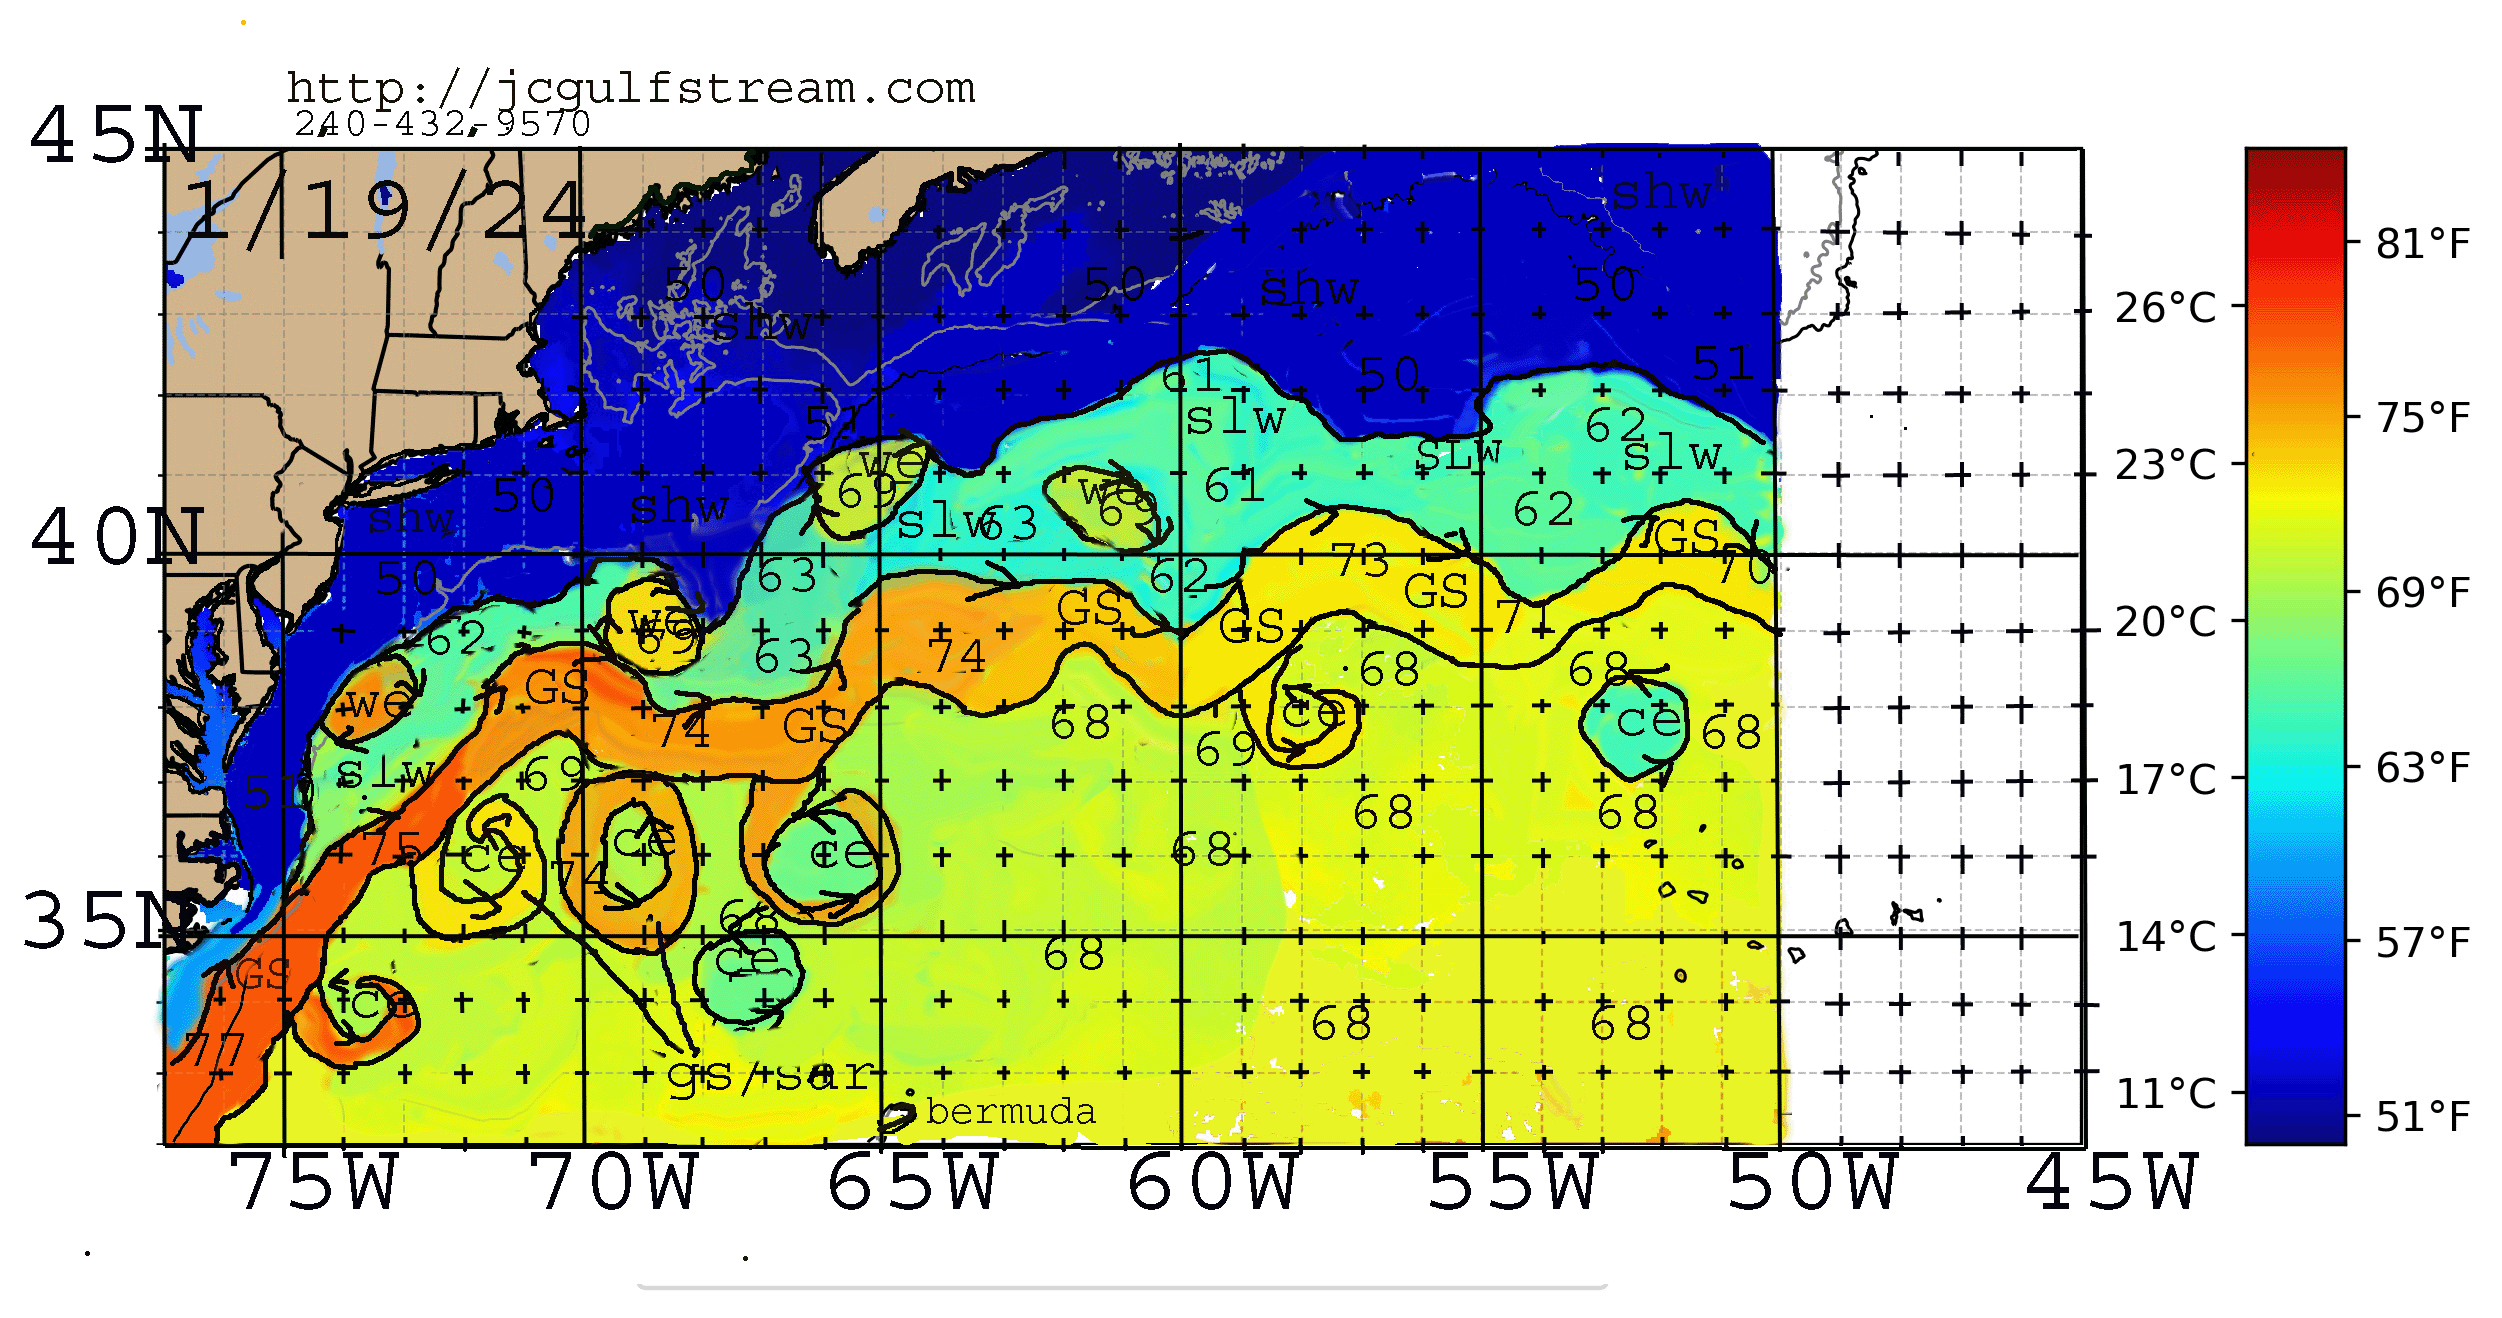 http://jcgulfstream.com
240-432-9570
45N
1/19/24
shw
81°F
50 50 shw 50
26°C
shw
61 50 51
75°F
slw 62
51 we SLW slw
23°C
69 we 61
50 shw slw 63 62
shw
40N
GS
73 70
50 63 62 GS 69°F
we GS GS 71
20°C
62 69 63 74 68 68
GS
we GS 68 ce ce 68
74 69
slw 69 63°F
17°C
51 68 68
75 ce ce ce 68
74
35N 68
14°C
57°F
GS ce 68
ce
77 68 68
gs/sar
11°C
bermuda 51°F
75W 70W 65W 60W 55W 50W 45W